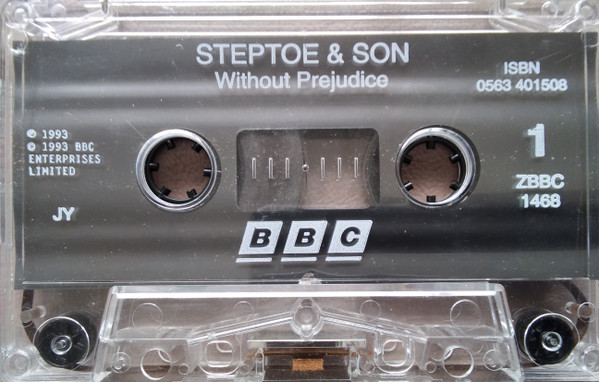 STEPTOE & SON
Without Prejudice
ISBN
0563 401508
℗ 1993
© 1993 BBC
ENTERPRISES
LIMITED
1
JY
ZBBC
1468
BBC